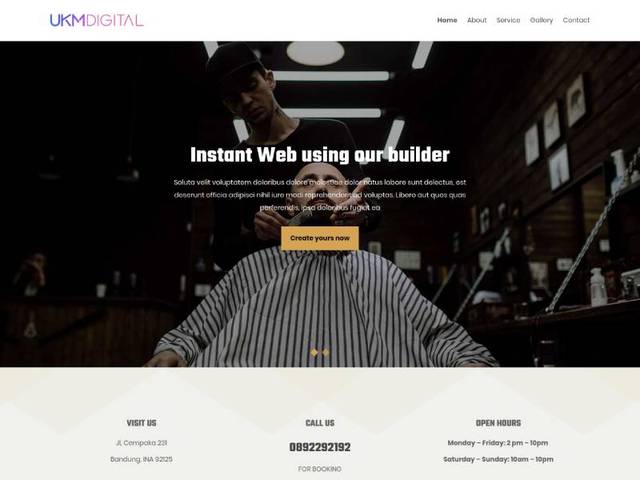 UKMDIGITAL
Home About Service Gallery Contact
Instant Web using our builder
Soluta velit voluptatem doloribus dolore molestiae dolor natus labore sunt delectus, est
deserunt officia adipisci nihil iure modi reprehenderit ad voluptas. Libero aut quos quas
perferendis, ipsa doloribus fugiat ea
Create yours now
VISIT US
Jl, Cempaka 231
Bandung, INA 92125
CALL US
0892292192
FOR BOOKING
OPEN HOURS
Monday – Friday: 2 pm – 10pm
Saturday – Sunday: 10am – 10pm